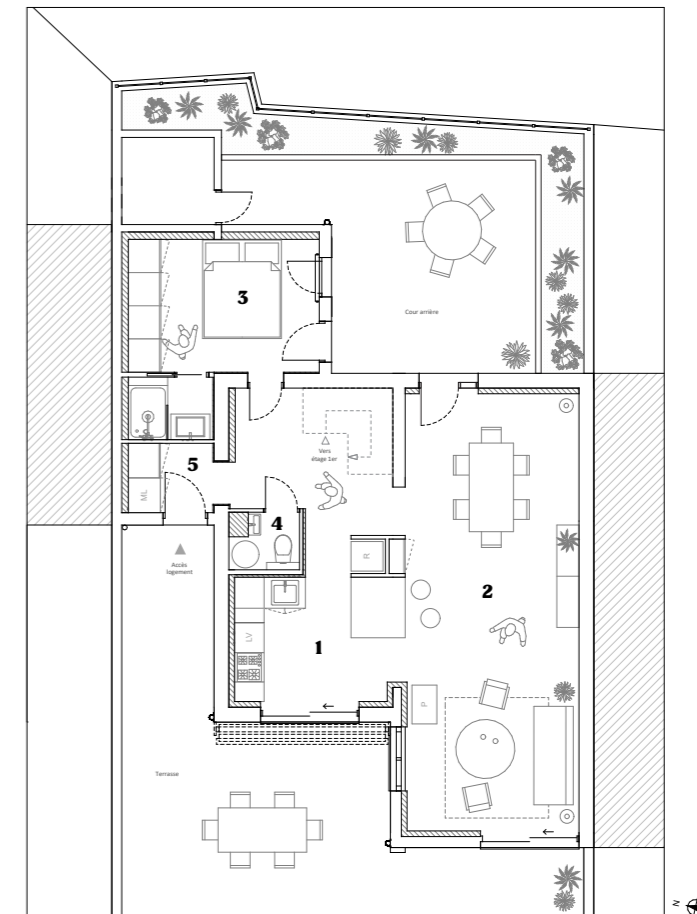 3
Cour arrière
Vers
étage 1er
5
ML
4
Accès
logement
R
2
LV
1
P
Terrasse
N